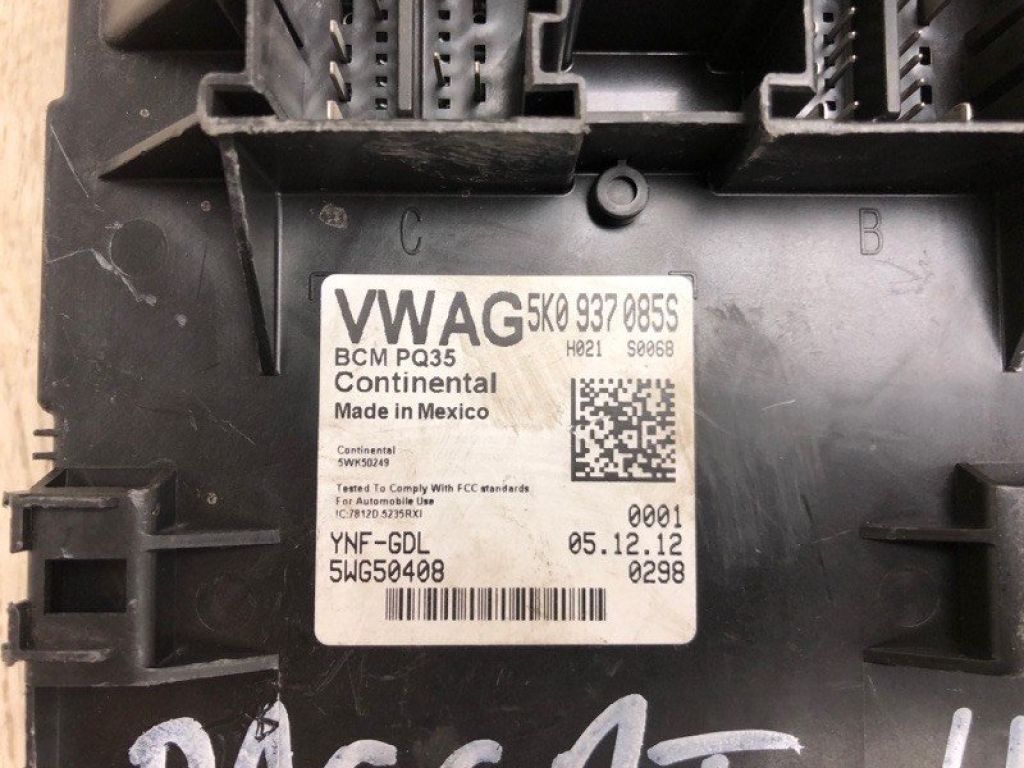 C
B
VWAG 5K0 937 085S
H021 S0068
BCM PQ35
Continental
Made in Mexico
Continental
5WK50249
Tested To Comply With FCC standards
For Automobile Use
IC:7812D 5235RXI
0001
YNF-GDL 05.12.12
5WG50408 0298
PASSAT